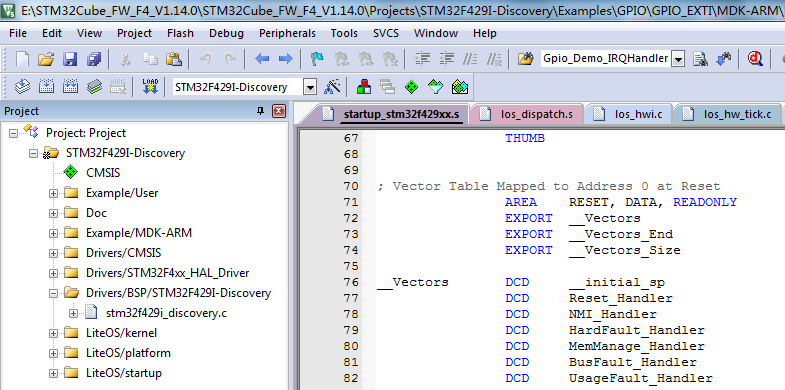 E:\STM32Cube_FW_F4_V1.14.0\STM32Cube_FW_F4_V1.14.0\Projects\STM32F429I-Discovery\Examples\GPIO\GPIO_EXTI\MDK-ARM\
File Edit View Project Flash Debug Peripherals Tools SVCS Window Help
Gpio_Demo_IRQHandler
LOAD STM32F429I-Discovery
Project
startup_stm32f429xx.s los_dispatch.s los_hwi.c los_hw_tick.c
Project: Project
STM32F429I-Discovery
CMSIS
Example/User
Doc
Example/MDK-ARM
Drivers/CMSIS
Drivers/STM32F4xx_HAL_Driver
Drivers/BSP/STM32F429I-Discovery
stm32f429i_discovery.c
LiteOS/kernel
LiteOS/platform
LiteOS/startup
67 THUMB
68
69
70 ; Vector Table Mapped to Address 0 at Reset
71 AREA RESET, DATA, READONLY
72 EXPORT __Vectors
73 EXPORT __Vectors_End
74 EXPORT __Vectors_Size
75
76 __Vectors DCD __initial_sp
77 DCD Reset_Handler
78 DCD NMI_Handler
79 DCD HardFault_Handler
80 DCD MemManage_Handler
81 DCD BusFault_Handler
82 DCD UsageFault_Handler